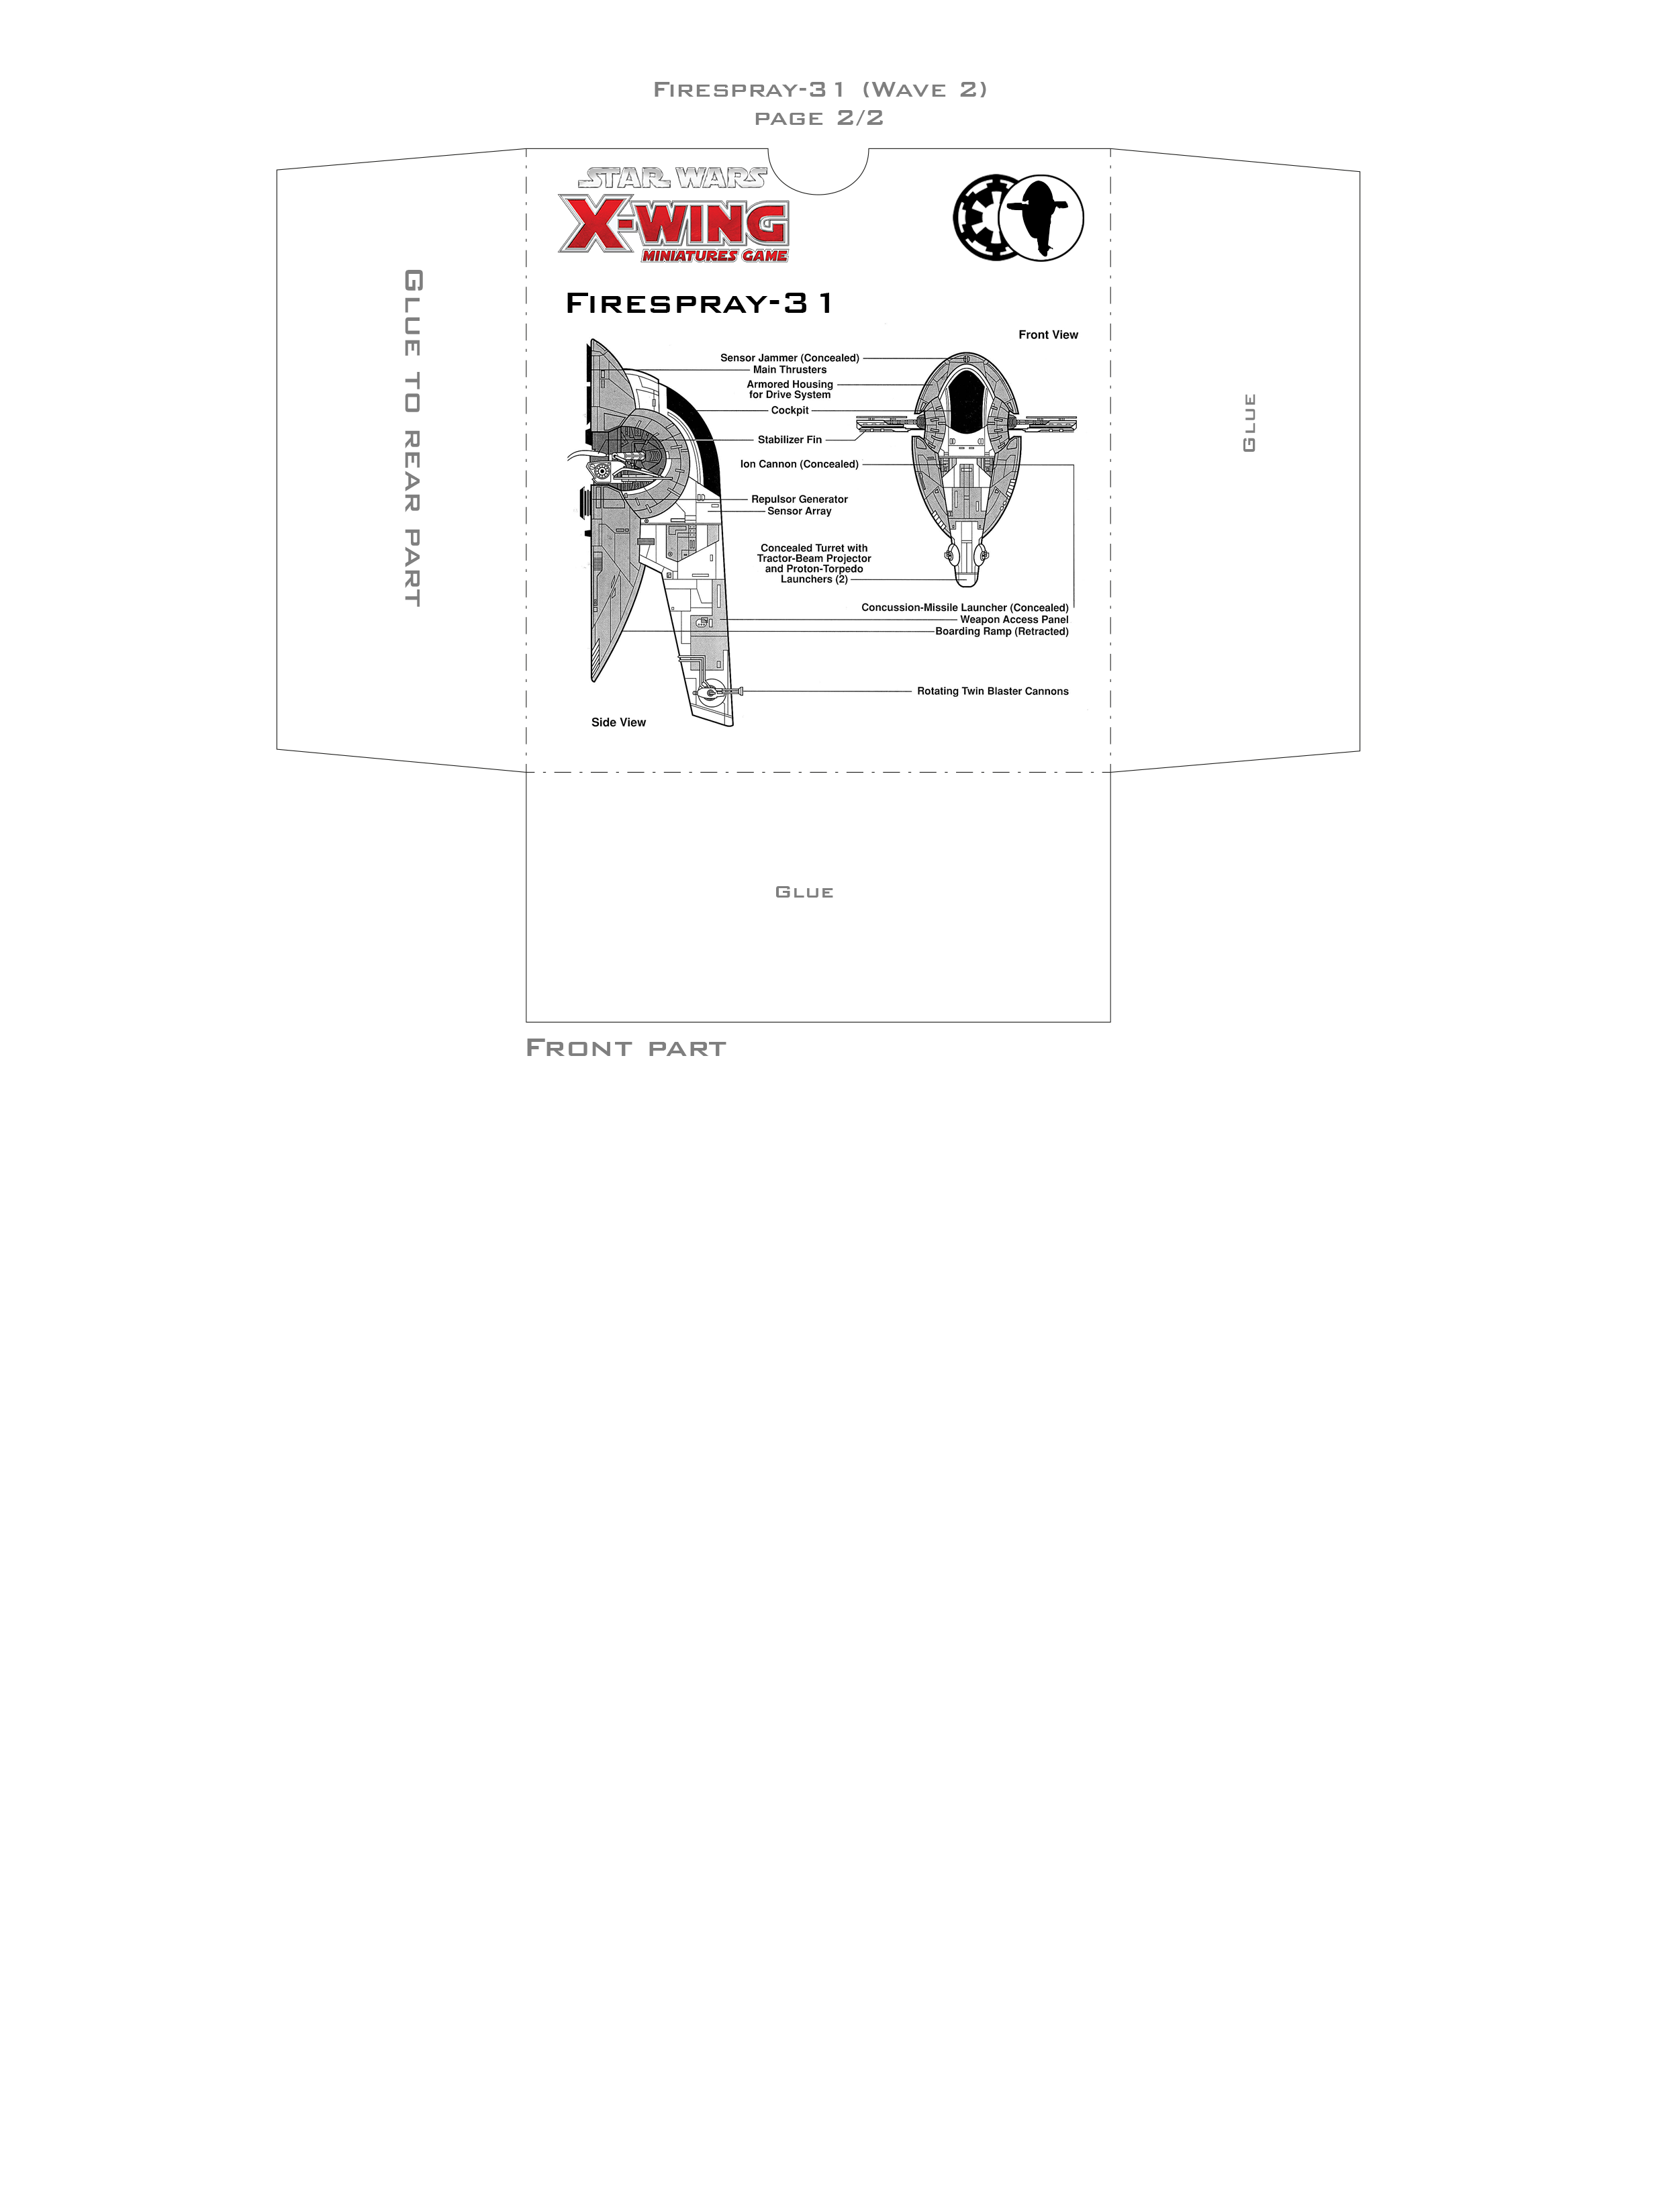 Firespray-31 (Wave 2)
page 2/2
STAR WARS
X-WING
MINIATURES GAME
Firespray-31
Front View
Sensor Jammer (Concealed)
Main Thrusters
Armored Housing
for Drive System
Cockpit
Stabilizer Fin
Ion Cannon (Concealed)
Repulsor Generator
Sensor Array
Concealed Turret with
Tractor-Beam Projector
and Proton-Torpedo
Launchers (2)
Concussion-Missile Launcher (Concealed)
Weapon Access Panel
Boarding Ramp (Retracted)
Rotating Twin Blaster Cannons
Side View
Glue to rear part
Glue
Glue
Front part